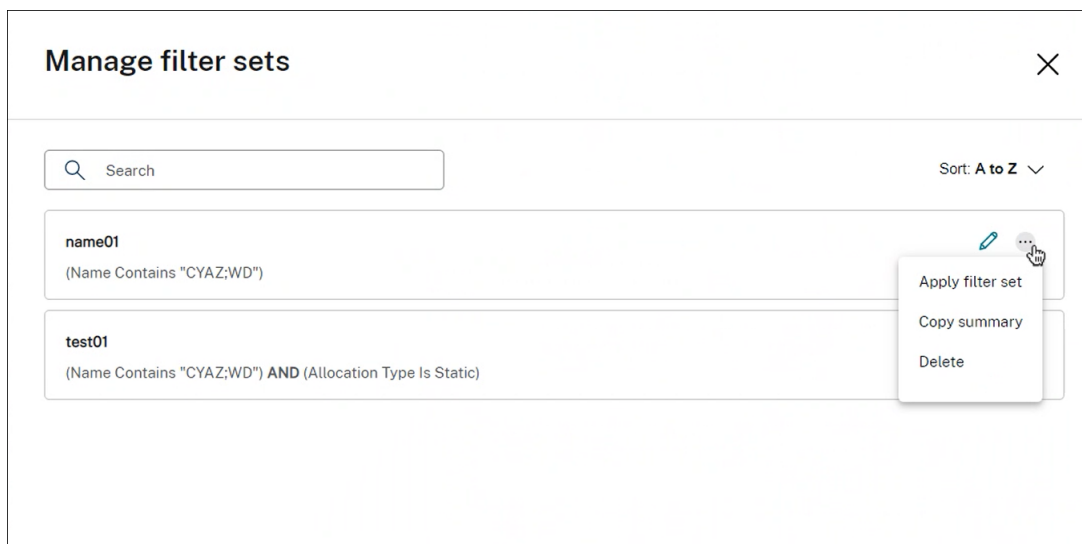 Manage filter sets
Search
Sort: A to Z
name01
(Name Contains "CYAZ;WD")
Apply filter set
Copy summary
Delete
test01
(Name Contains "CYAZ;WD") AND (Allocation Type Is Static)